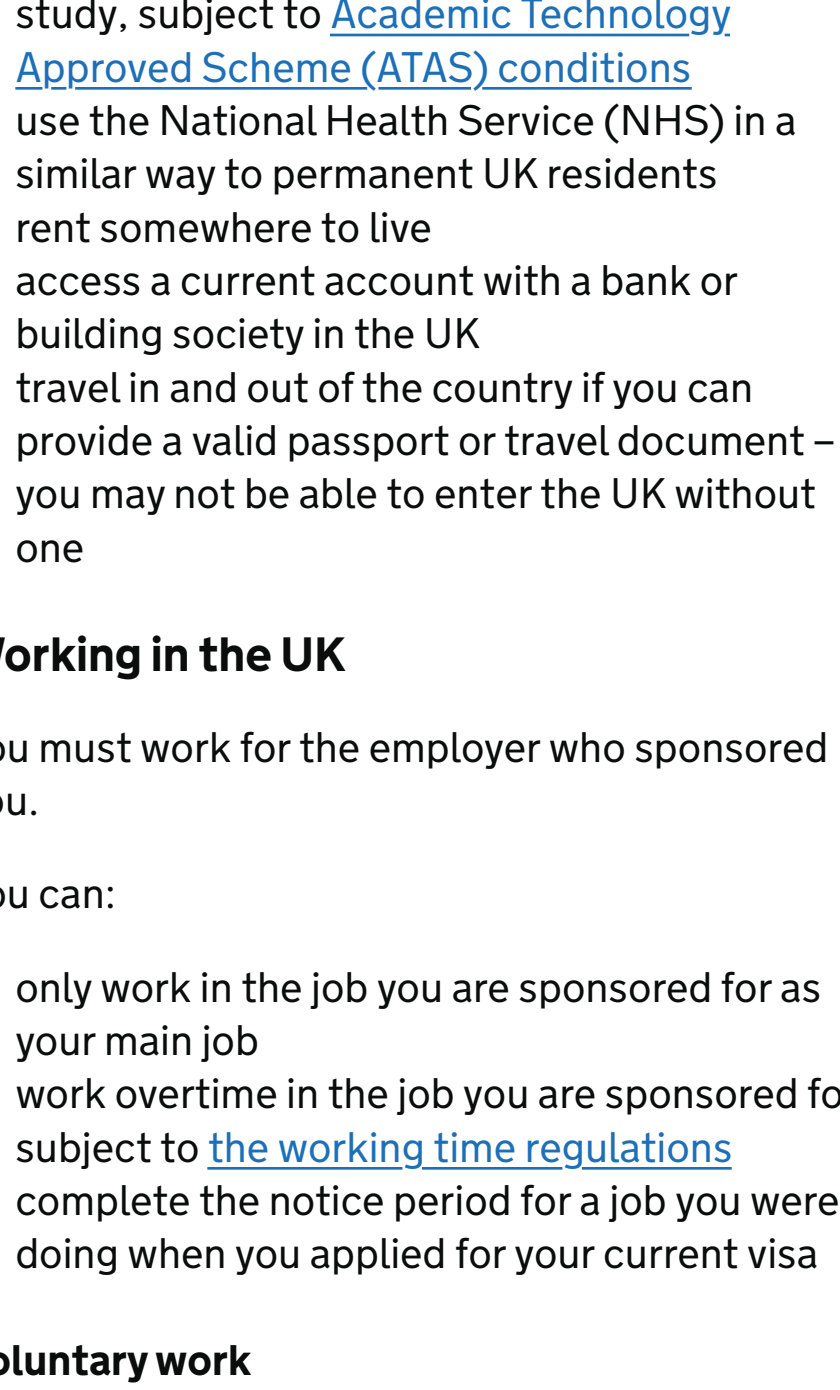 study, subject to Academic Technology
Approved Scheme (ATAS) conditions
use the National Health Service (NHS) in a
similar way to permanent UK residents
rent somewhere to live
access a current account with a bank or
building society in the UK
travel in and out of the country if you can
provide a valid passport or travel document –
you may not be able to enter the UK without
one
orking in the UK
ou must work for the employer who sponsored
ou.
ou can:
only work in the job you are sponsored for as
your main job
work overtime in the job you are sponsored fo
subject to the working time regulations
complete the notice period for a job you were
doing when you applied for your current visa
oluntary work